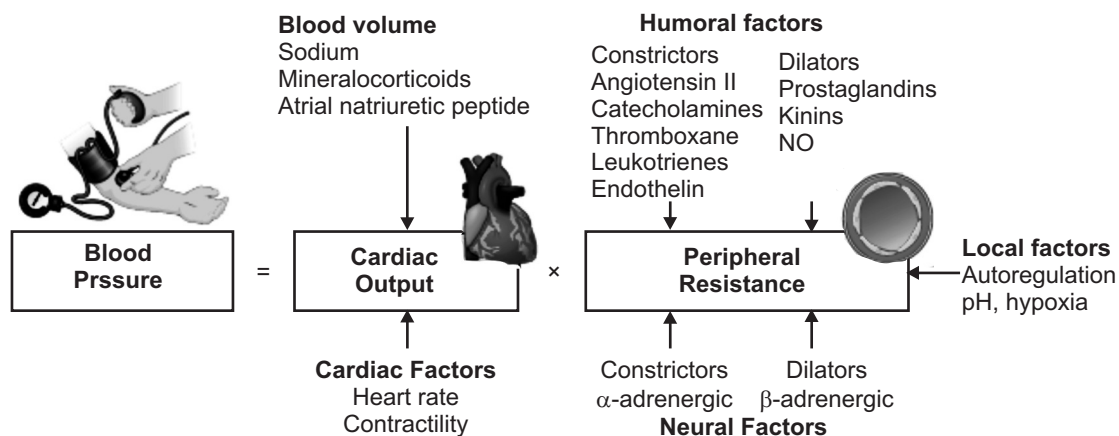 Blood volume
Sodium
Mineralocorticoids
Atrial natriuretic peptide
Humoral factors
Constrictors
Angiotensin II
Catecholamines
Thromboxane
Leukotrienes
Endothelin
Dilators
Prostaglandins
Kinins
NO
Blood
Prssure
=
Cardiac
Output
×
Peripheral
Resistance
Local factors
Autoregulation
pH, hypoxia
Cardiac Factors
Heart rate
Contractility
Constrictors
α-adrenergic
Dilators
β-adrenergic
Neural Factors